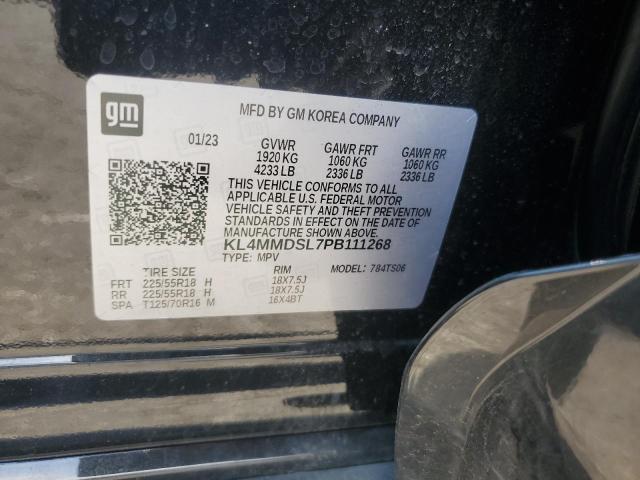 gm
MFD BY GM KOREA COMPANY
01/23 GVWR GAWR FRT GAWR RR
1920 KG 1060 KG 1060 KG
4233 LB 2336 LB 2336 LB
THIS VEHICLE CONFORMS TO ALL
APPLICABLE U.S. FEDERAL MOTOR
VEHICLE SAFETY AND THEFT PREVENTION
STANDARDS IN EFFECT ON THE DATE OF
MANUFACTURE SHOWN ABOVE.
KL4MMDSL7PB111268
TYPE: MPV MODEL: 784TS06
TIRE SIZE RIM
FRT 225/55R18 H 18X7.5J
RR 225/55R18 H 18X7.5J
SPA T125/70R16 M 16X4BT